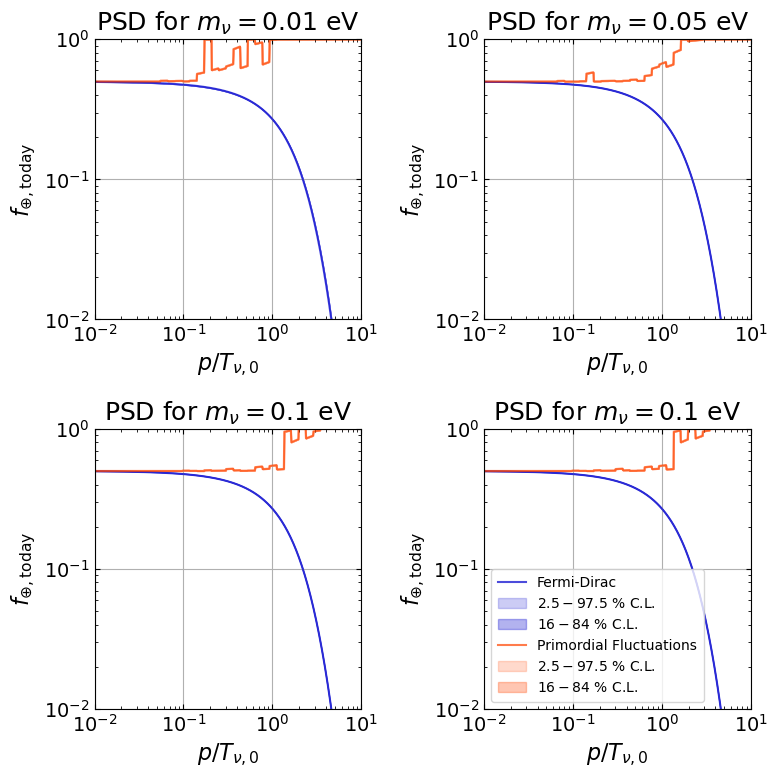 PSD for $m_\nu = 0.01$ eV
PSD for $m_\nu = 0.05$ eV
$10^0$
$10^{-1}$
$10^{-2}$
$f_{\oplus,\mathrm{today}}$
$10^{-2}$ $10^{-1}$ $10^0$ $10^1$
$p/T_{\nu,0}$
$10^0$
$10^{-1}$
$10^{-2}$
$f_{\oplus,\mathrm{today}}$
$10^{-2}$ $10^{-1}$ $10^0$ $10^1$
$p/T_{\nu,0}$
PSD for $m_\nu = 0.1$ eV
PSD for $m_\nu = 0.1$ eV
$10^0$
$10^{-1}$
$10^{-2}$
$f_{\oplus,\mathrm{today}}$
$10^{-2}$ $10^{-1}$ $10^0$ $10^1$
$p/T_{\nu,0}$
$10^0$
$10^{-1}$
$10^{-2}$
$f_{\oplus,\mathrm{today}}$
Fermi-Dirac
2.5 − 97.5 % C.L.
16 − 84 % C.L.
Primordial Fluctuations
2.5 − 97.5 % C.L.
16 − 84 % C.L.
$10^{-2}$ $10^{-1}$ $10^0$ $10^1$
$p/T_{\nu,0}$